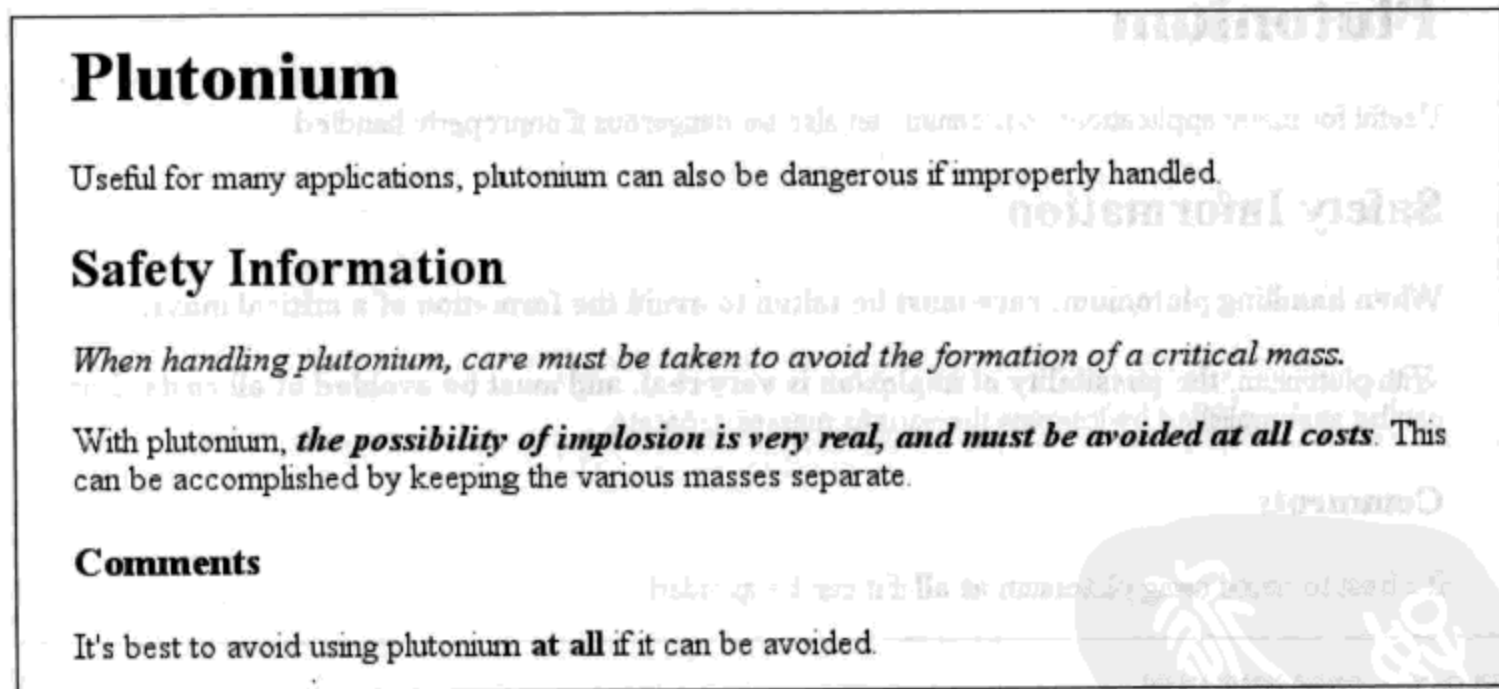 Plutonium
Useful for many applications, plutonium can also be dangerous if improperly handled.
Safety Information
When handling plutonium, care must be taken to avoid the formation of a critical mass.
With plutonium, the possibility of implosion is very real, and must be avoided at all costs. This
can be accomplished by keeping the various masses separate.
Comments
It's best to avoid using plutonium at all if it can be avoided.